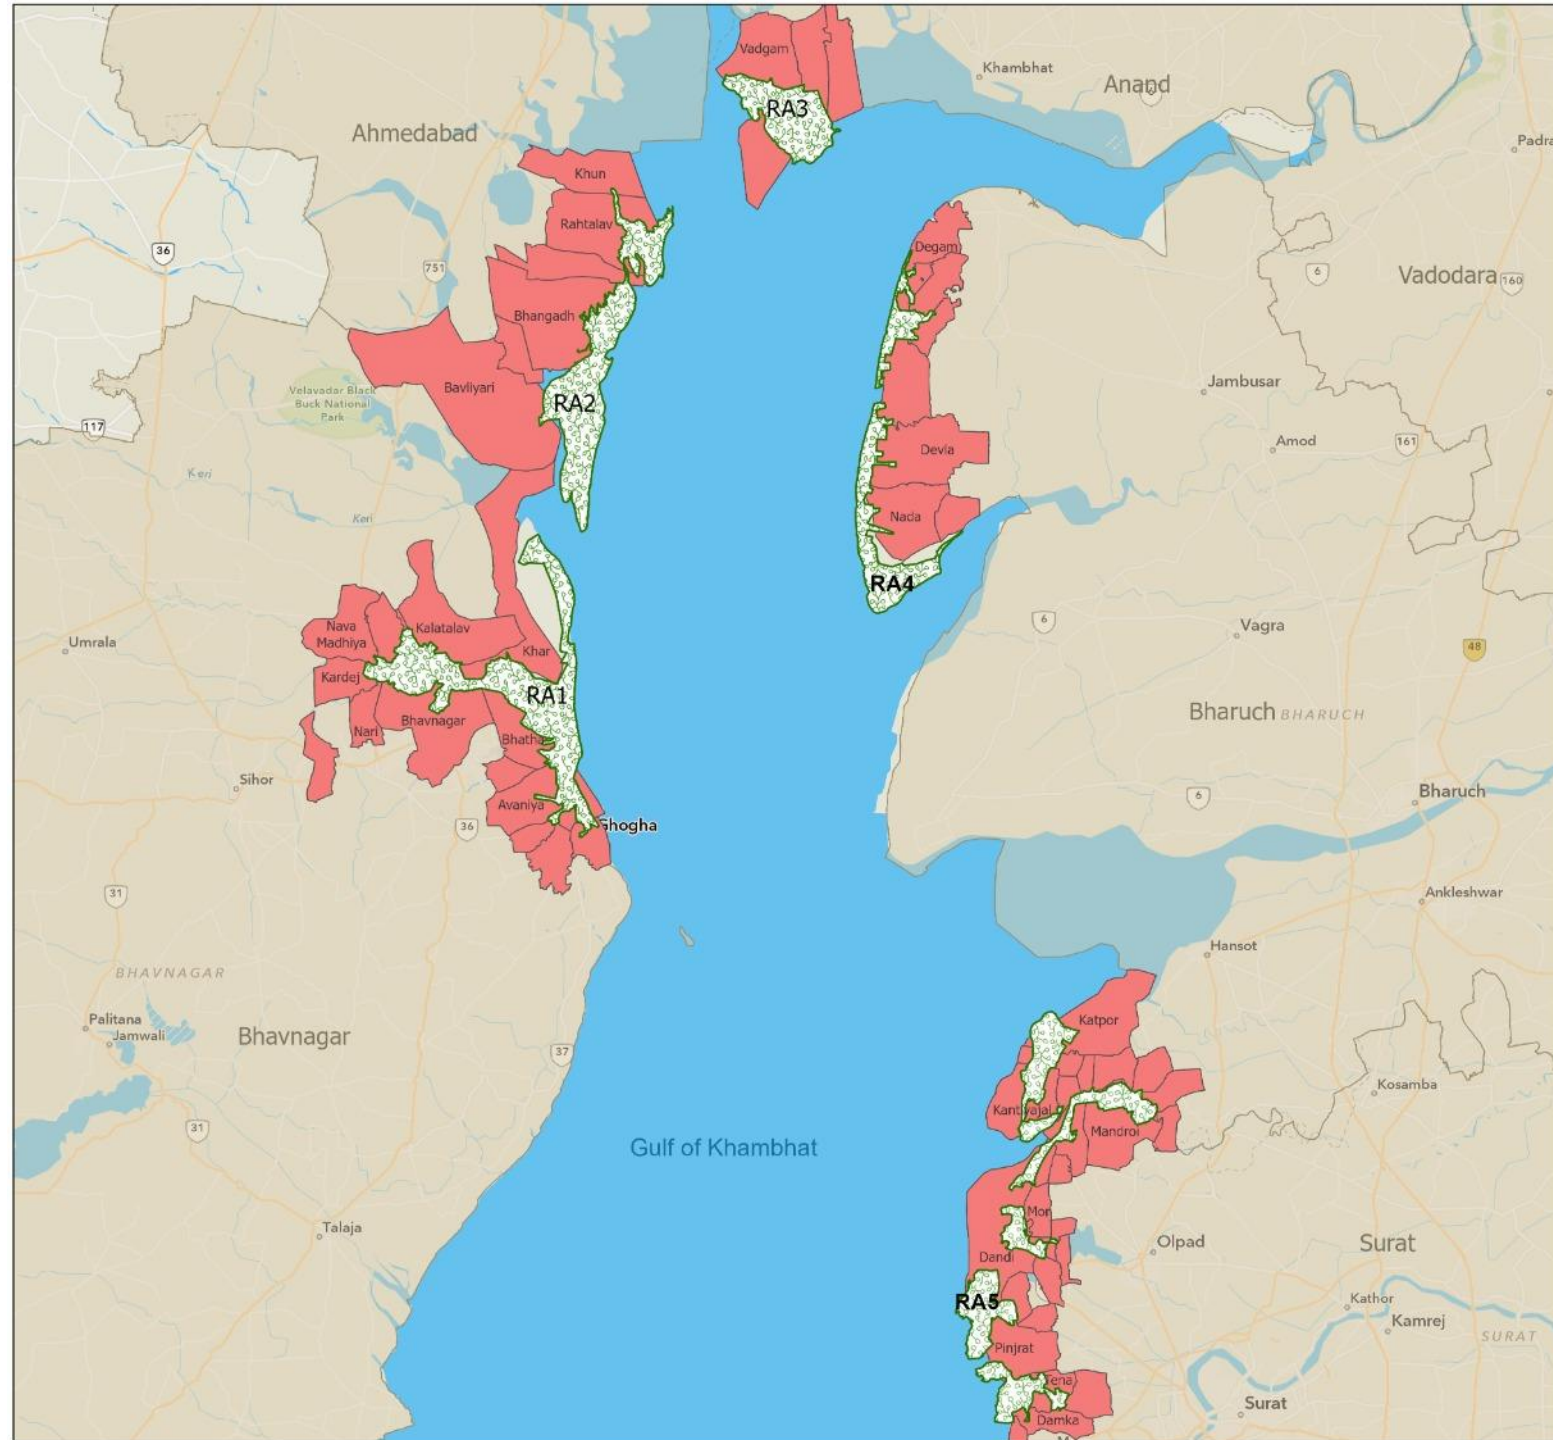 Vadgam
Khambhat
Anand
RA3
Ahmedabad
Padra
Khun
Rahtalav
36
751
Degam
6
Vadodara
160
Bhangadh
Velavadar Black
Buck National
Park
Bavliyari
RA2
Jambusar
117
Amod
161
Devla
Keri
Nada
Keri
RA4
6
Vagra
48
Nava
Madhiya
Kalatalav
Umrala
Khar
Kardej
RA1
Bharuch
BHARUCH
Bhavnagar
Nari
Sihor
Bharuch
6
Avaniya
36
Ghogha
31
Ankleshwar
Hansot
BHAVNAGAR
Palitana
Jamwali
Bhavnagar
Katpor
37
Kosamba
Kantiyajal
31
Mandroi
Gulf of Khambhat
Mor
Talaja
Olpad
Surat
Dandi
RA5
Kathor
Kamrej
SURAT
Pinjrat
Tena
Surat
Damka